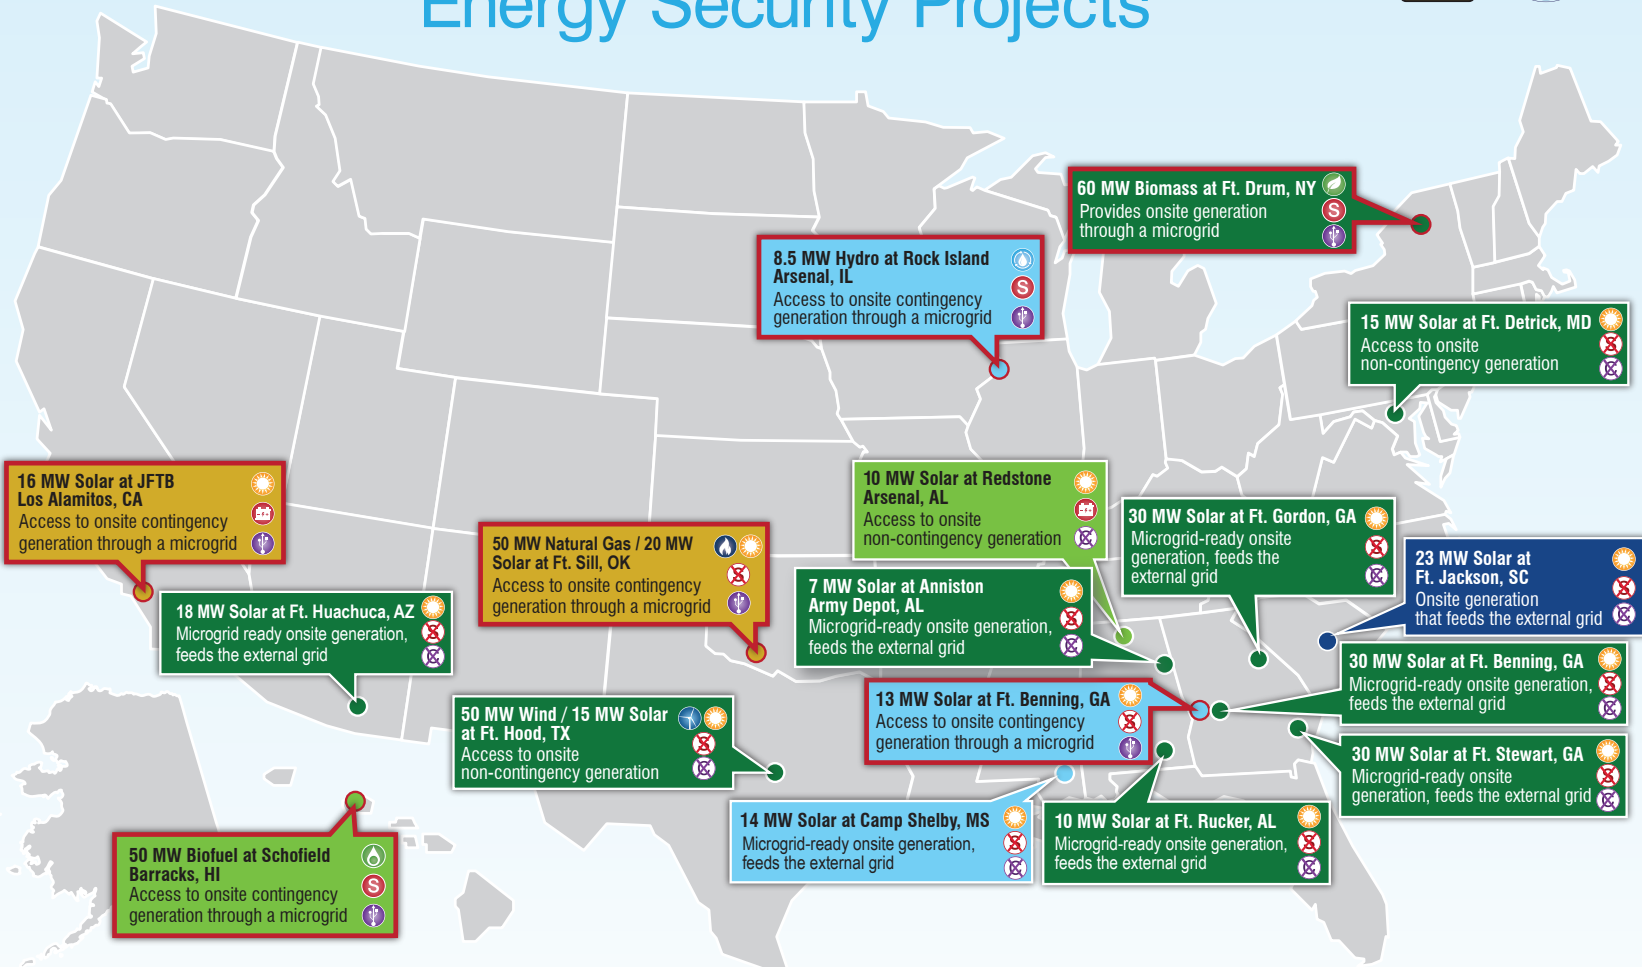 Energy Security Projects
60 MW Biomass at Ft. Drum, NY
Provides onsite generation
through a microgrid
S
8.5 MW Hydro at Rock Island
Arsenal, IL
Access to onsite contingency
generation through a microgrid
S
15 MW Solar at Ft. Detrick, MD
Access to onsite
non-contingency generation
S
16 MW Solar at JFTB
Los Alamitos, CA
Access to onsite contingency
generation through a microgrid
10 MW Solar at Redstone
Arsenal, AL
Access to onsite
non-contingency generation
30 MW Solar at Ft. Gordon, GA
Microgrid-ready onsite
generation, feeds the
external grid
S
50 MW Natural Gas / 20 MW
Solar at Ft. Sill, OK
Access to onsite contingency
generation through a microgrid
S
23 MW Solar at
Ft. Jackson, SC
Onsite generation
that feeds the external grid
S
18 MW Solar at Ft. Huachuca, AZ
Microgrid ready onsite generation,
feeds the external grid
S
7 MW Solar at Anniston
Army Depot, AL
Microgrid-ready onsite generation,
feeds the external grid
S
30 MW Solar at Ft. Benning, GA
Microgrid-ready onsite generation,
feeds the external grid
S
13 MW Solar at Ft. Benning, GA
Access to onsite contingency
generation through a microgrid
S
50 MW Wind / 15 MW Solar
at Ft. Hood, TX
Access to onsite
non-contingency generation
S
30 MW Solar at Ft. Stewart, GA
Microgrid-ready onsite
generation, feeds the external grid
S
14 MW Solar at Camp Shelby, MS
Microgrid-ready onsite generation,
feeds the external grid
S
10 MW Solar at Ft. Rucker, AL
Microgrid-ready onsite generation,
feeds the external grid
S
50 MW Biofuel at Schofield
Barracks, HI
Access to onsite contingency
generation through a microgrid
S